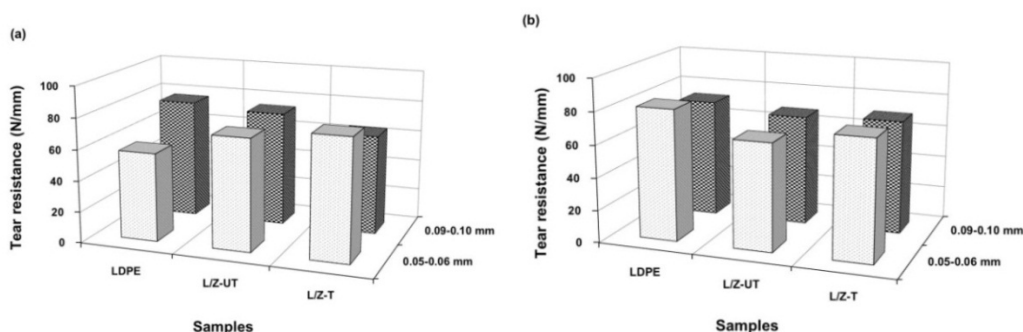 (a)
Tear resistance (N/mm)
100
80
60
40
20
0
LDPE
L/Z-UT
L/Z-T
0.09-0.10 mm
0.05-0.06 mm
Samples
(b)
Tear resistance (N/mm)
100
80
60
40
20
0
LDPE
L/Z-UT
L/Z-T
0.09-0.10 mm
0.05-0.06 mm
Samples